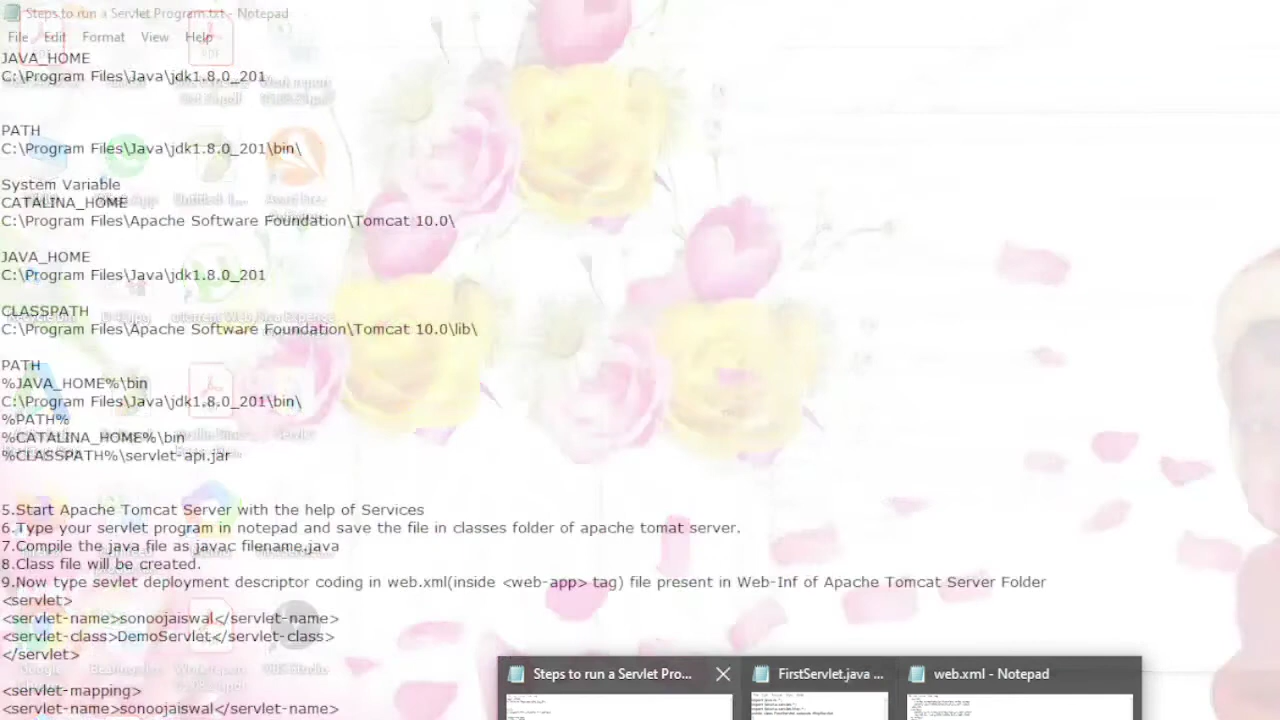 Steps to run a Servlet Program.txt - Notepad
File Edit Format View Help
JAVA_HOME
C:\Program Files\Java\jdk1.8.0_201
PATH
C:\Program Files\Java\jdk1.8.0_201\bin\
System Variable
CATALINA_HOME
C:\Program Files\Apache Software Foundation\Tomcat 10.0\
JAVA_HOME
C:\Program Files\Java\jdk1.8.0_201
CLASSPATH
C:\Program Files\Apache Software Foundation\Tomcat 10.0\lib\
PATH
%JAVA_HOME%\bin
C:\Program Files\Java\jdk1.8.0_201\bin\
%PATH%
%CATALINA_HOME%\bin
%CLASSPATH%\servlet-api.jar
5.Start Apache Tomcat Server with the help of Services
6.Type your servlet program in notepad and save the file in classes folder of apache tomat server.
7.Compile the java file as javac filename.java
8.Class file will be created.
9.Now type sevlet deployment descriptor coding in web.xml(inside <web-app> tag) file present in Web-Inf of Apache Tomcat Server Folder
<servlet>
<servlet-name>sonoojaiswal</servlet-name>
<servlet-class>DemoServlet</servlet-class>
</servlet>
<servlet-mapping>
<servlet-name>sonoojaiswal</servlet-name>
Steps to run a Servlet Pro...
FirstServlet.java ...
web.xml - Notepad